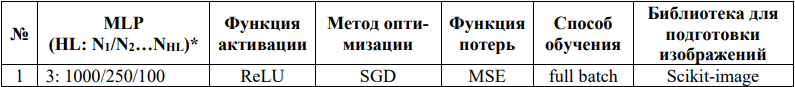 №
MLP
(HL: N1/N2…NHL)*
Функция
активации
Метод опти-
мизации
Функция
потерь
Способ
обучения
Библиотека для
подготовки
изображений
1
3: 1000/250/100
ReLU
SGD
MSE
full batch
Scikit-image